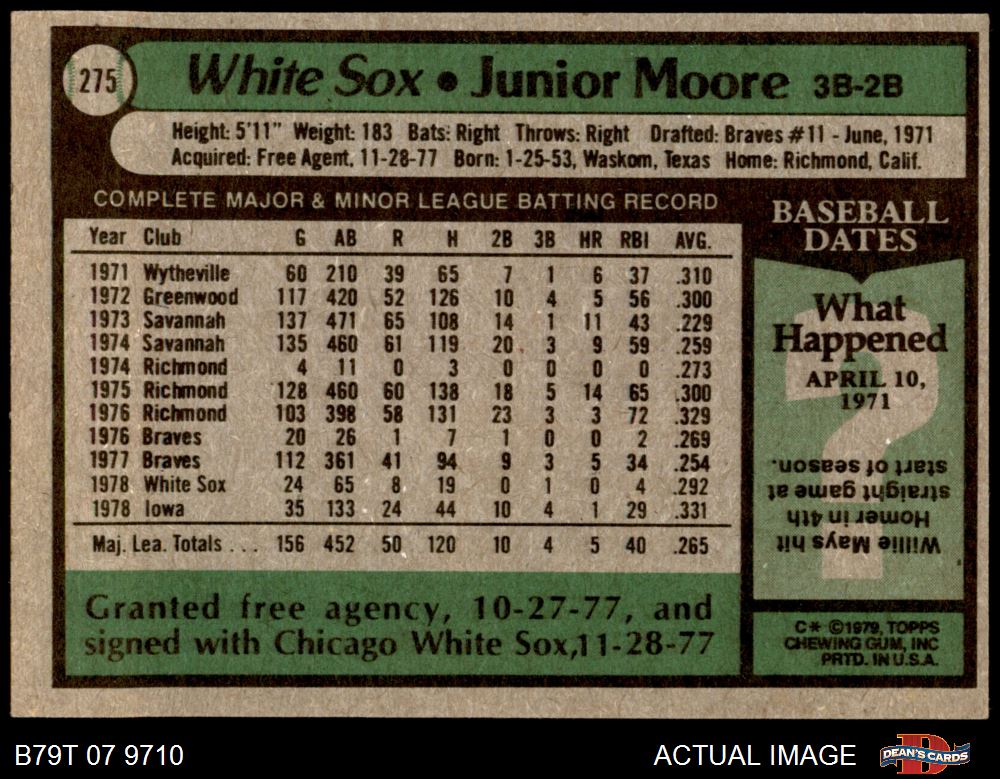 275 White Sox • Junior Moore 3B-2B
Height: 5'11" Weight: 183 Bats: Right Throws: Right Drafted: Braves #11 - June, 1971
Acquired: Free Agent, 11-28-77 Born: 1-25-53, Waskom, Texas Home: Richmond, Calif.
COMPLETE MAJOR & MINOR LEAGUE BATTING RECORD
Year Club G AB R H 2B 3B HR RBI AVG.
1971 Wytheville 60 210 39 65 7 1 6 37 .310
1972 Greenwood 117 420 52 126 10 4 5 56 .300
1973 Savannah 137 471 65 108 14 1 11 43 .229
1974 Savannah 135 460 61 119 20 3 9 59 .259
1974 Richmond 4 11 0 3 0 0 0 0 .273
1975 Richmond 128 460 60 138 18 5 14 65 .300
1976 Richmond 103 398 58 131 23 3 3 72 .329
1976 Braves 20 26 1 7 1 0 0 2 .269
1977 Braves 112 361 41 94 9 3 5 34 .254
1978 White Sox 24 65 8 19 0 1 0 4 .292
1978 Iowa 35 133 24 44 10 4 1 29 .331
Maj. Lea. Totals . . . 156 452 50 120 10 4 5 40 .265
Granted free agency, 10-27-77, and
signed with Chicago White Sox,11-28-77
BASEBALL
DATES
What
Happened
APRIL 10,
1971
?
Willie Mays hit
Homer in 4th
straight game at
start of season.
C* ©1979, TOPPS
CHEWING GUM, INC
PRTD. IN U.S.A.
B79T 07 9710
ACTUAL IMAGE
D
DEAN'S CARDS